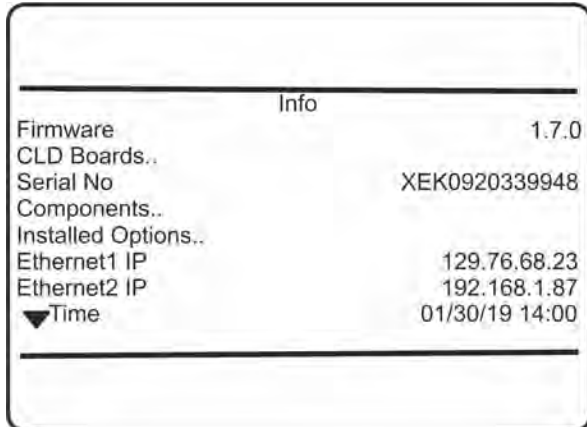 Info
Firmware 1.7.0
CLD Boards..
Serial No XEK0920339948
Components..
Installed Options..
Ethernet1 IP 129.76.68.23
Ethernet2 IP 192.168.1.87
Time 01/30/19 14:00